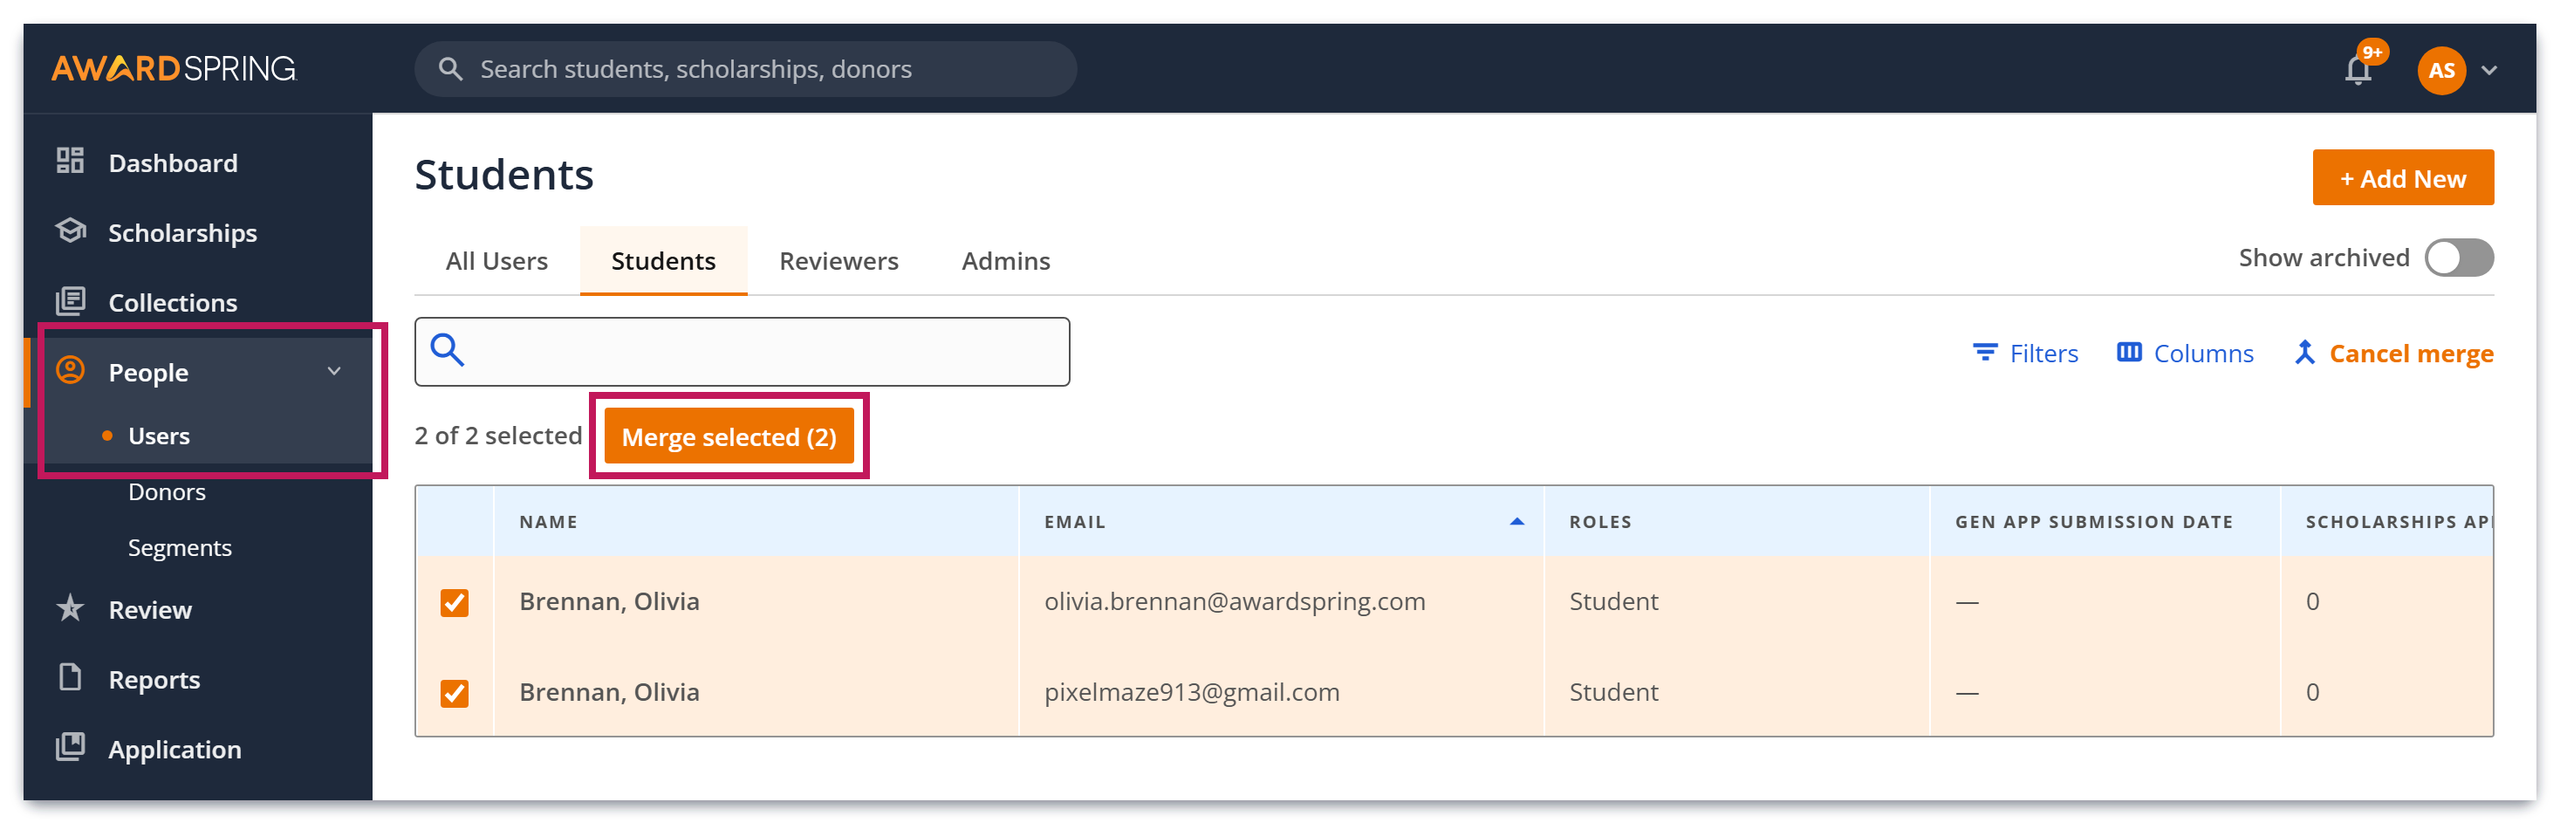 AWARDSPRING
Search students, scholarships, donors
9+
AS
Dashboard
Scholarships
Collections
People
Users
Donors
Segments
Review
Reports
Application
Students
+ Add New
All Users
Students
Reviewers
Admins
Show archived
Filters
Columns
Cancel merge
2 of 2 selected
Merge selected (2)
NAME EMAIL ROLES GEN APP SUBMISSION DATE SCHOLARSHIPS
Brennan, Olivia olivia.brennan@awardspring.com Student — 0
Brennan, Olivia pixelmaze913@gmail.com Student — 0